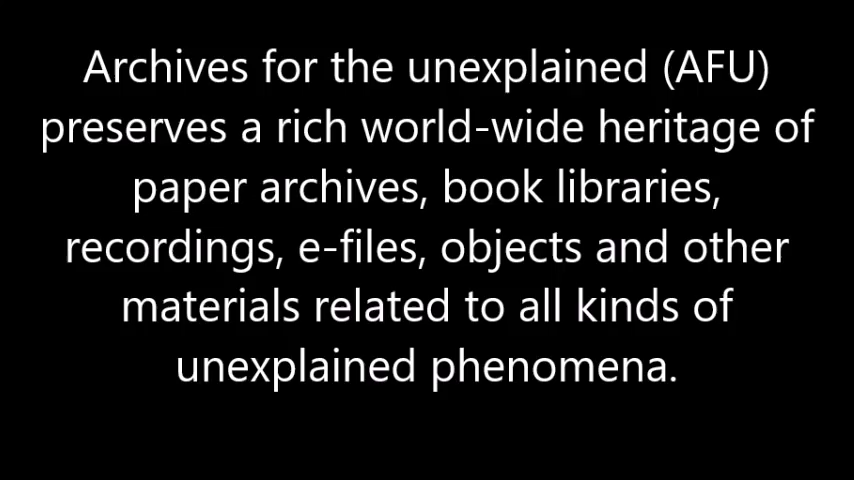 Archives for the unexplained (AFU)
preserves a rich world-wide heritage of
paper archives, book libraries,
recordings, e-files, objects and other
materials related to all kinds of
unexplained phenomena.